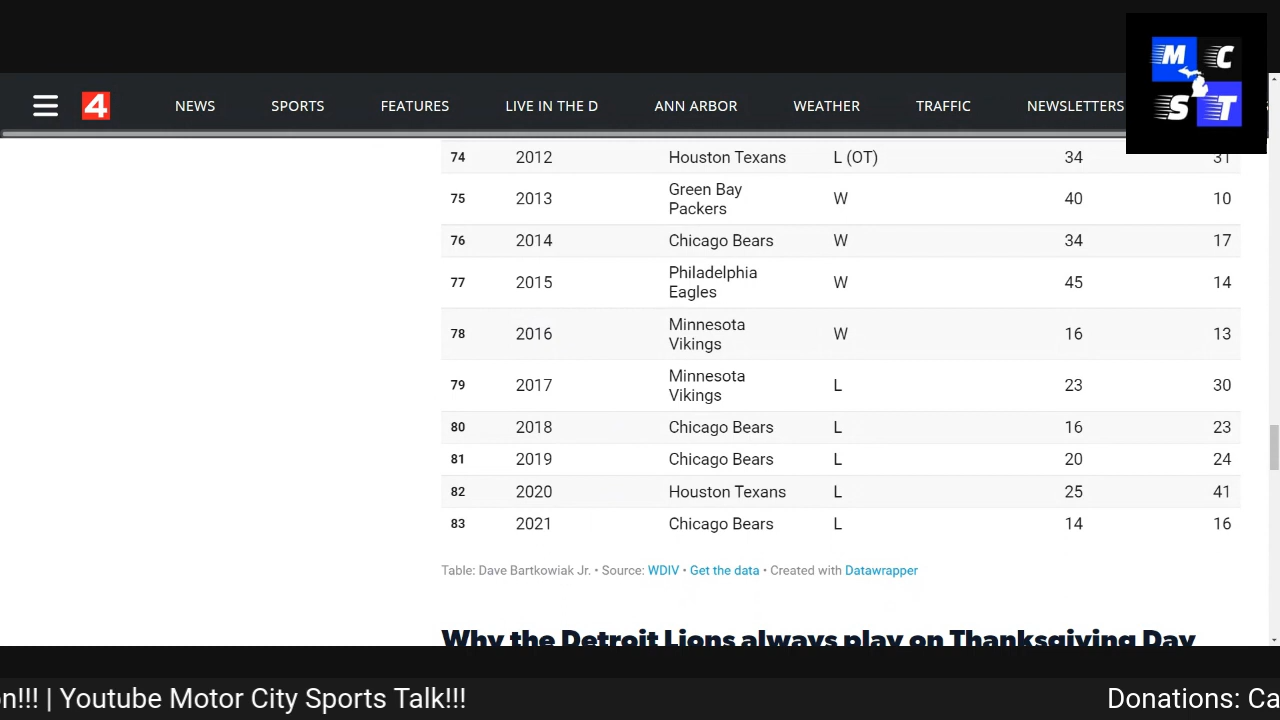 M C
S T
4 NEWS SPORTS FEATURES LIVE IN THE D ANN ARBOR WEATHER TRAFFIC NEWSLETTERS
74 2012 Houston Texans L (OT) 34 31
75 2013 Green Bay Packers W 40 10
76 2014 Chicago Bears W 34 17
77 2015 Philadelphia Eagles W 45 14
78 2016 Minnesota Vikings W 16 13
79 2017 Minnesota Vikings L 23 30
80 2018 Chicago Bears L 16 23
81 2019 Chicago Bears L 20 24
82 2020 Houston Texans L 25 41
83 2021 Chicago Bears L 14 16
Table: Dave Bartkowiak Jr. • Source: WDIV • Get the data • Created with Datawrapper
Why the Detroit Lions always play on Thanksgiving Day
n!!! | Youtube Motor City Sports Talk!!! Donations: Ca